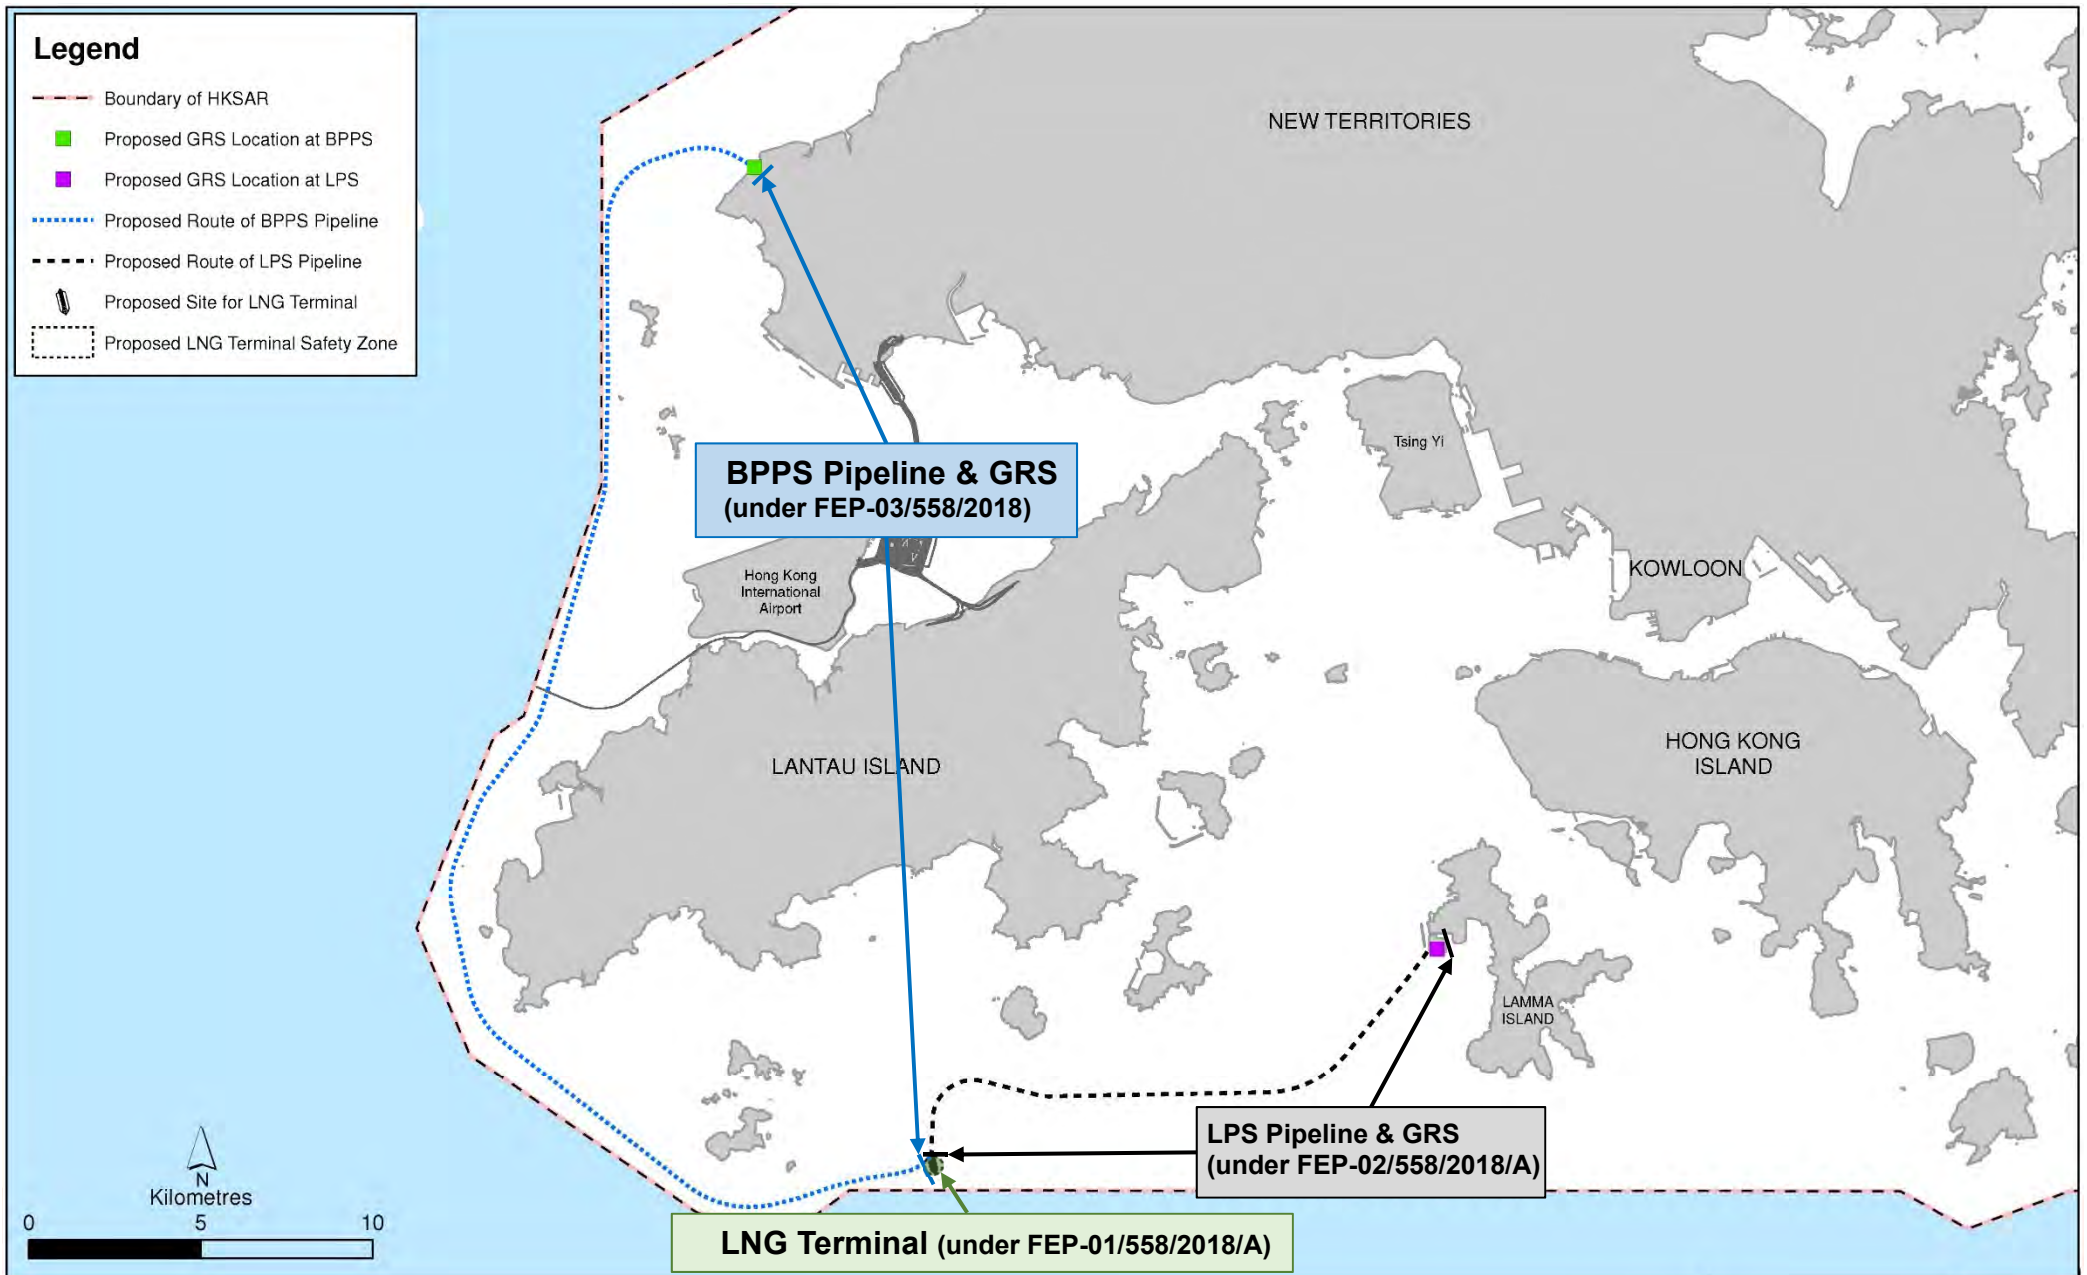 Legend
Boundary of HKSAR
Proposed GRS Location at BPPS
Proposed GRS Location at LPS
Proposed Route of BPPS Pipeline
Proposed Route of LPS Pipeline
Proposed Site for LNG Terminal
Proposed LNG Terminal Safety Zone
NEW TERRITORIES
Tsing Yi
BPPS Pipeline & GRS
(under FEP-03/558/2018)
Hong Kong
International
Airport
KOWLOON
LANTAU ISLAND
HONG KONG
ISLAND
LAMMA
ISLAND
LPS Pipeline & GRS
(under FEP-02/558/2018/A)
LNG Terminal (under FEP-01/558/2018/A)
N
Kilometres
0 5 10